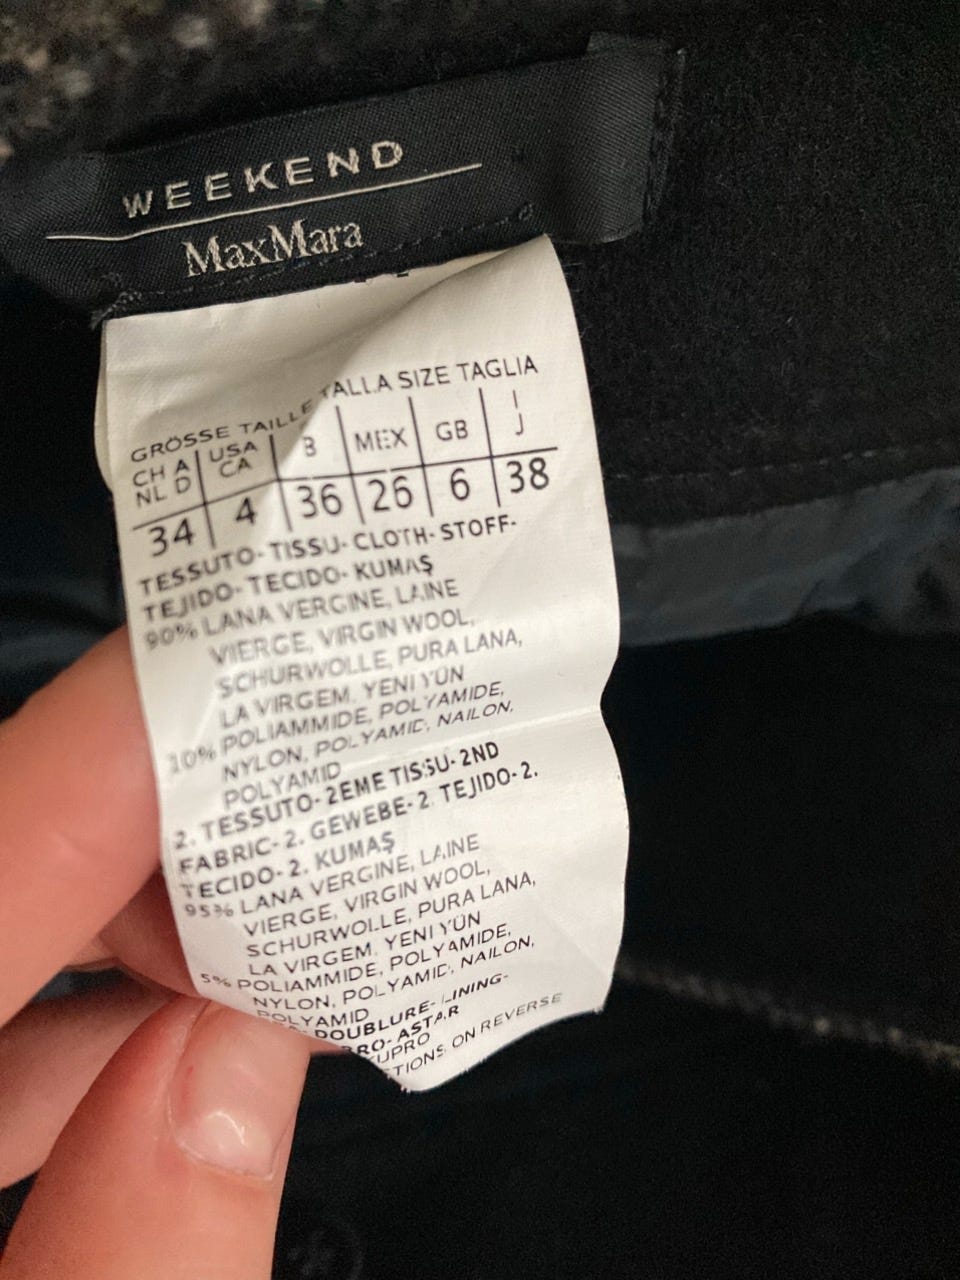 WEEKEND
MaxMara
GRÖSSE TAILLE TALLA SIZE TAGLIA
CH A NL D USA CA B MEX GB I J
34 4 36 26 6 38
TESSUTO- TISSU- CLOTH- STOFF-
TEJIDO- TECIDO- KUMAŞ
90% LANA VERGINE, LAINE
VIERGE, VIRGIN WOOL,
SCHURWOLLE, PURA LANA,
LA VIRGEM, YENI YÜN
10% POLIAMMIDE, POLYAMIDE,
NYLON, POLYAMID, NAILON,
POLYAMID
2. TESSUTO- 2EME TISSU- 2ND
FABRIC- 2. GEWEBE- 2. TEJIDO- 2.
TECIDO- 2. KUMAŞ
95% LANA VERGINE, LAINE
VIERGE, VIRGIN WOOL,
SCHURWOLLE, PURA LANA,
LA VIRGEM, YENI YÜN
5% POLIAMMIDE, POLYAMIDE,
NYLON, POLYAMID, NAILON,
POLYAMID
DOUBLURE- LINING-
ASTAR
ON REVERSE